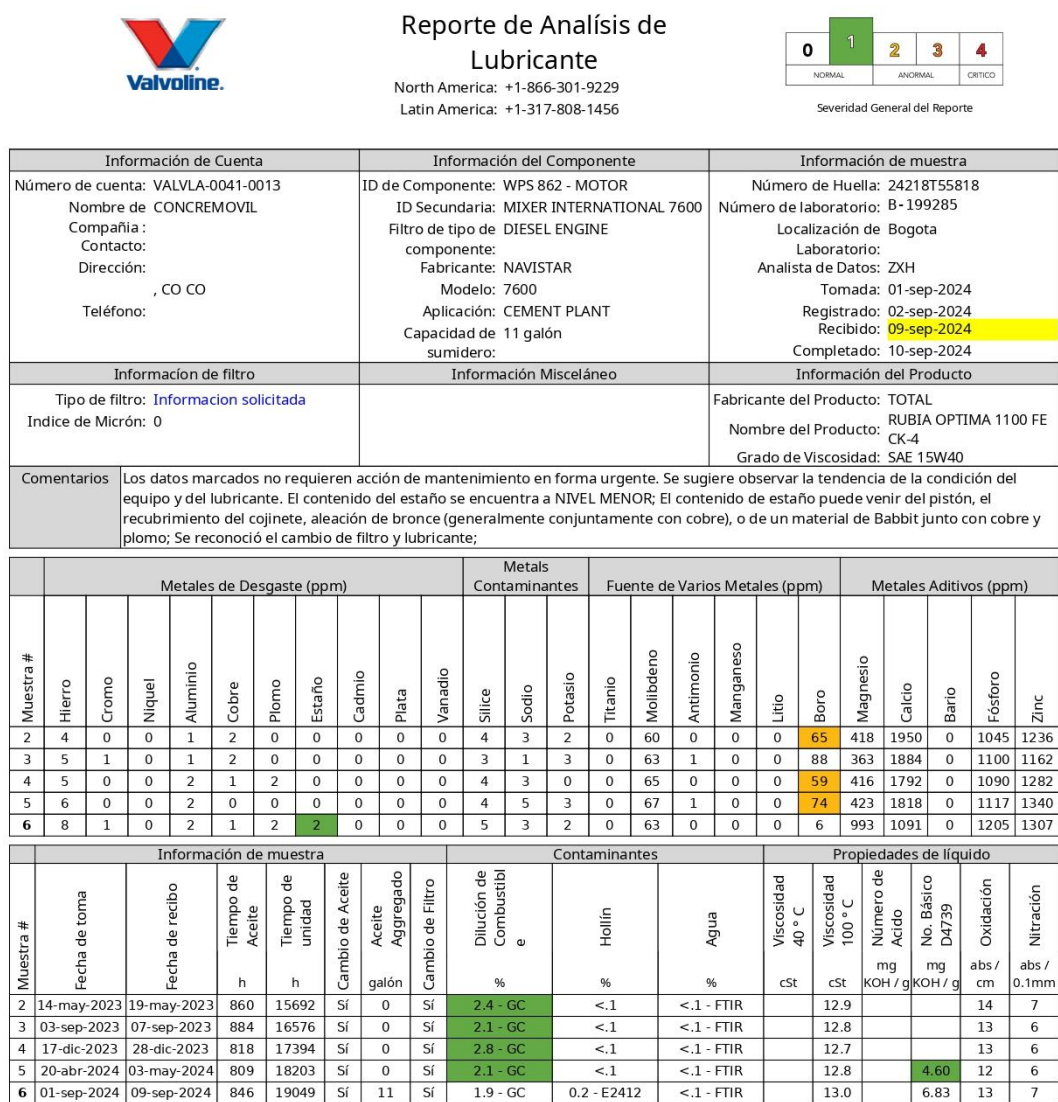 Valvoline.
Reporte de Analísis de
Lubricante
North America: +1-866-301-9229
Latin America: +1-317-808-1456
0 1 2 3 4
NORMAL ANORMAL CRITICO
Severidad General del Reporte
Información de Cuenta
Número de cuenta: VALVLA-0041-0013
Nombre de CONCREMOVIL
Compañia :
Contacto:
Dirección:
, CO CO
Teléfono:
Información del Componente
ID de Componente: WPS 862 - MOTOR
ID Secundaria: MIXER INTERNATIONAL 7600
Filtro de tipo de DIESEL ENGINE
componente:
Fabricante: NAVISTAR
Modelo: 7600
Aplicación: CEMENT PLANT
Capacidad de 11 galón
sumidero:
Información de muestra
Número de Huella: 24218T55818
Número de laboratorio: B-199285
Localización de Bogota
Laboratorio:
Analista de Datos: ZXH
Tomada: 01-sep-2024
Registrado: 02-sep-2024
Recibido: 09-sep-2024
Completado: 10-sep-2024
Informacíon de filtro
Tipo de filtro: Informacion solicitada
Indice de Micrón: 0
Información Misceláneo
Información del Producto
Fabricante del Producto: TOTAL
Nombre del Producto: RUBIA OPTIMA 1100 FE
CK-4
Grado de Viscosidad: SAE 15W40
Comentarios Los datos marcados no requieren acción de mantenimiento en forma urgente. Se sugiere observar la tendencia de la condición del
equipo y del lubricante. El contenido del estaño se encuentra a NIVEL MENOR; El contenido de estaño puede venir del pistón, el
recubrimiento del cojinete, aleación de bronce (generalmente conjuntamente con cobre), o de un material de Babbit junto con cobre y
plomo; Se reconoció el cambio de filtro y lubricante;
Metales de Desgaste (ppm) Metals Contaminantes Fuente de Varios Metales (ppm) Metales Aditivos (ppm)
Muestra # Hierro Cromo Niquel Aluminio Cobre Plomo Estaño Cadmio Plata Vanadio Silice Sodio Potasio Titanio Molibdeno Antimonio Manganeso Litio Boro Magnesio Calcio Bario Fósforo Zinc
2 4 0 0 1 2 0 0 0 0 0 4 3 2 0 60 0 0 0 65 418 1950 0 1045 1236
3 5 1 0 1 2 0 0 0 0 0 3 1 3 0 63 1 0 0 88 363 1884 0 1100 1162
4 5 0 0 2 1 2 0 0 0 0 4 3 0 0 65 0 0 0 59 416 1792 0 1090 1282
5 6 0 0 2 0 0 0 0 0 0 4 5 3 0 67 1 0 0 74 423 1818 0 1117 1340
6 8 1 0 2 1 2 2 0 0 0 5 3 2 0 63 0 0 0 6 993 1091 0 1205 1307
Información de muestra Contaminantes Propiedades de líquido
Muestra # Fecha de toma Fecha de recibo Tiempo de Aceite Tiempo de unidad Cambio de Aceite Aceite Aggregado Cambio de Filtro Dilución de Combustibl e Hollín Agua Viscosidad 40 ° C Viscosidad 100 ° C Número de Acido No. Básico D4739 Oxidación Nitración
h h galón % % % cSt cSt mg KOH / g mg KOH / g abs / cm abs / 0.1mm
2 14-may-2023 19-may-2023 860 15692 Sí 0 Sí 2.4 - GC <.1 <.1 - FTIR 12.9 14 7
3 03-sep-2023 07-sep-2023 884 16576 Sí 0 Sí 2.1 - GC <.1 <.1 - FTIR 12.8 13 6
4 17-dic-2023 28-dic-2023 818 17394 Sí 0 Sí 2.8 - GC <.1 <.1 - FTIR 12.7 13 6
5 20-abr-2024 03-may-2024 809 18203 Sí 0 Sí 2.1 - GC <.1 <.1 - FTIR 12.8 4.60 12 6
6 01-sep-2024 09-sep-2024 846 19049 Sí 11 Sí 1.9 - GC 0.2 - E2412 <.1 - FTIR 13.0 6.83 13 7